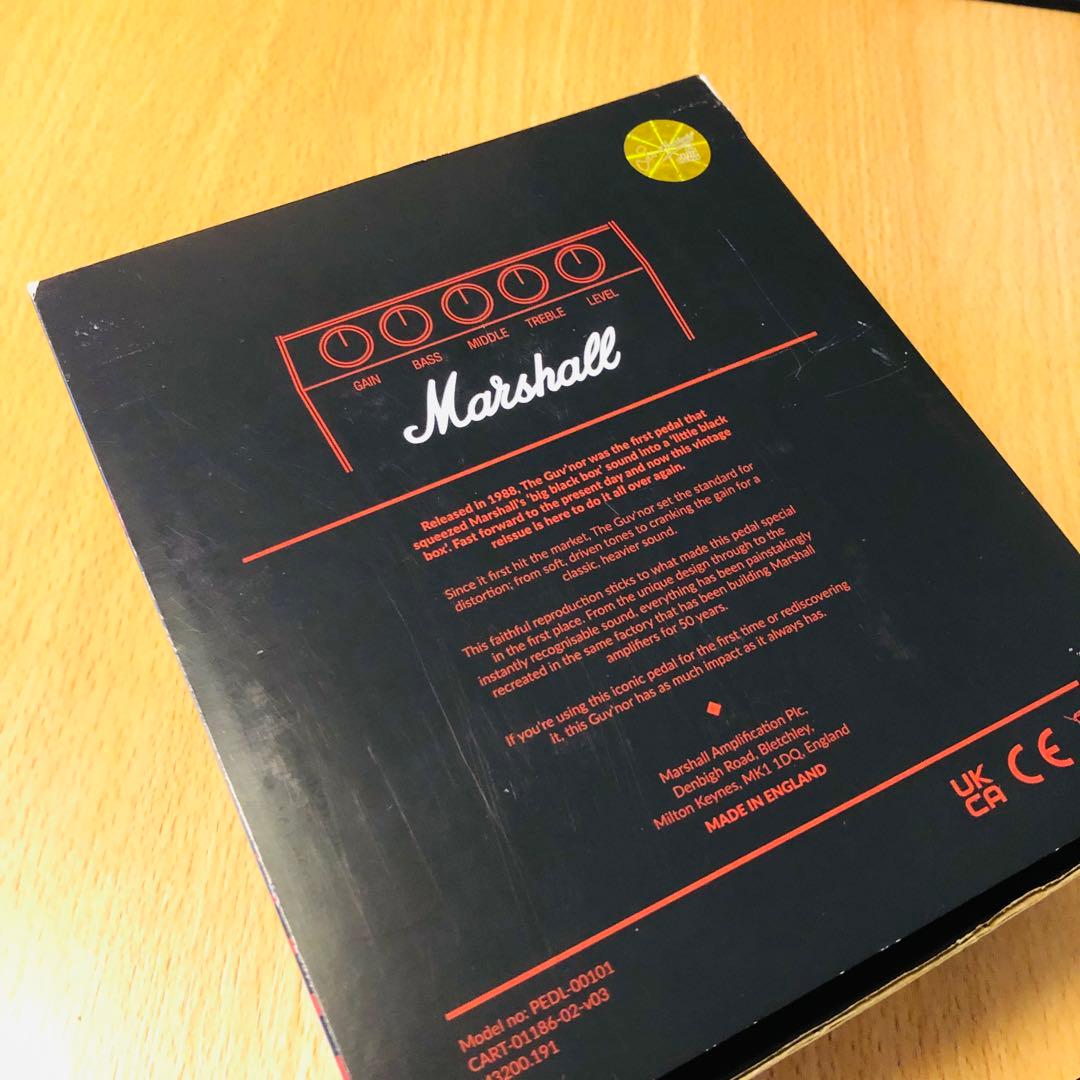 GAIN
BASS
MIDDLE
TREBLE
LEVEL
Marshall
Released in 1988, The Guv'nor was the first pedal that
squeezed Marshall's 'big black box' sound into a 'little black
box'. Fast forward to the present day and now this vintage
reissue is here to do it all over again.
Since it first hit the market, The Guv'nor set the standard for
distortion; from soft, driven tones to cranking the gain for a
classic, heavier sound.
This faithful reproduction sticks to what made this pedal special
in the first place. From the unique design through to the
instantly recognisable sound, everything has been painstakingly
recreated in the same factory that has been building Marshall
amplifiers for 50 years.
If you're using this iconic pedal for the first time or rediscovering
it, this Guv'nor has as much impact as it always has.
Marshall Amplification Plc.
Denbigh Road, Bletchley,
Milton Keynes, MK1 1DQ, England
MADE IN ENGLAND
UK
CA
CE
Model no: PEDL-00101
CART-01186-02-v03
43200.191